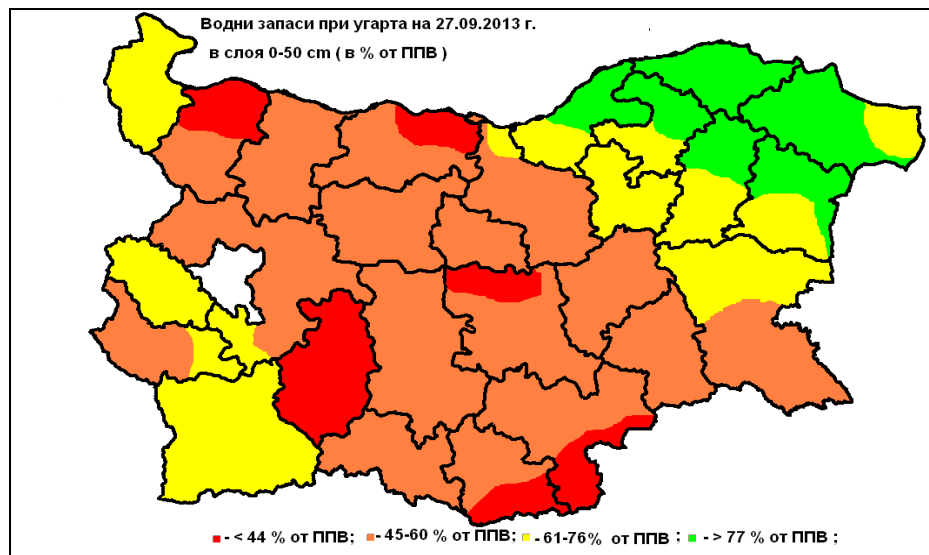 Водни запаси при угарта на 27.09.2013 г.
в слоя 0-50 cm ( в % от ППВ )
- < 44 % от ППВ; - 45-60 % от ППВ; - 61-76% от ППВ ; - > 77 % от ППВ ;